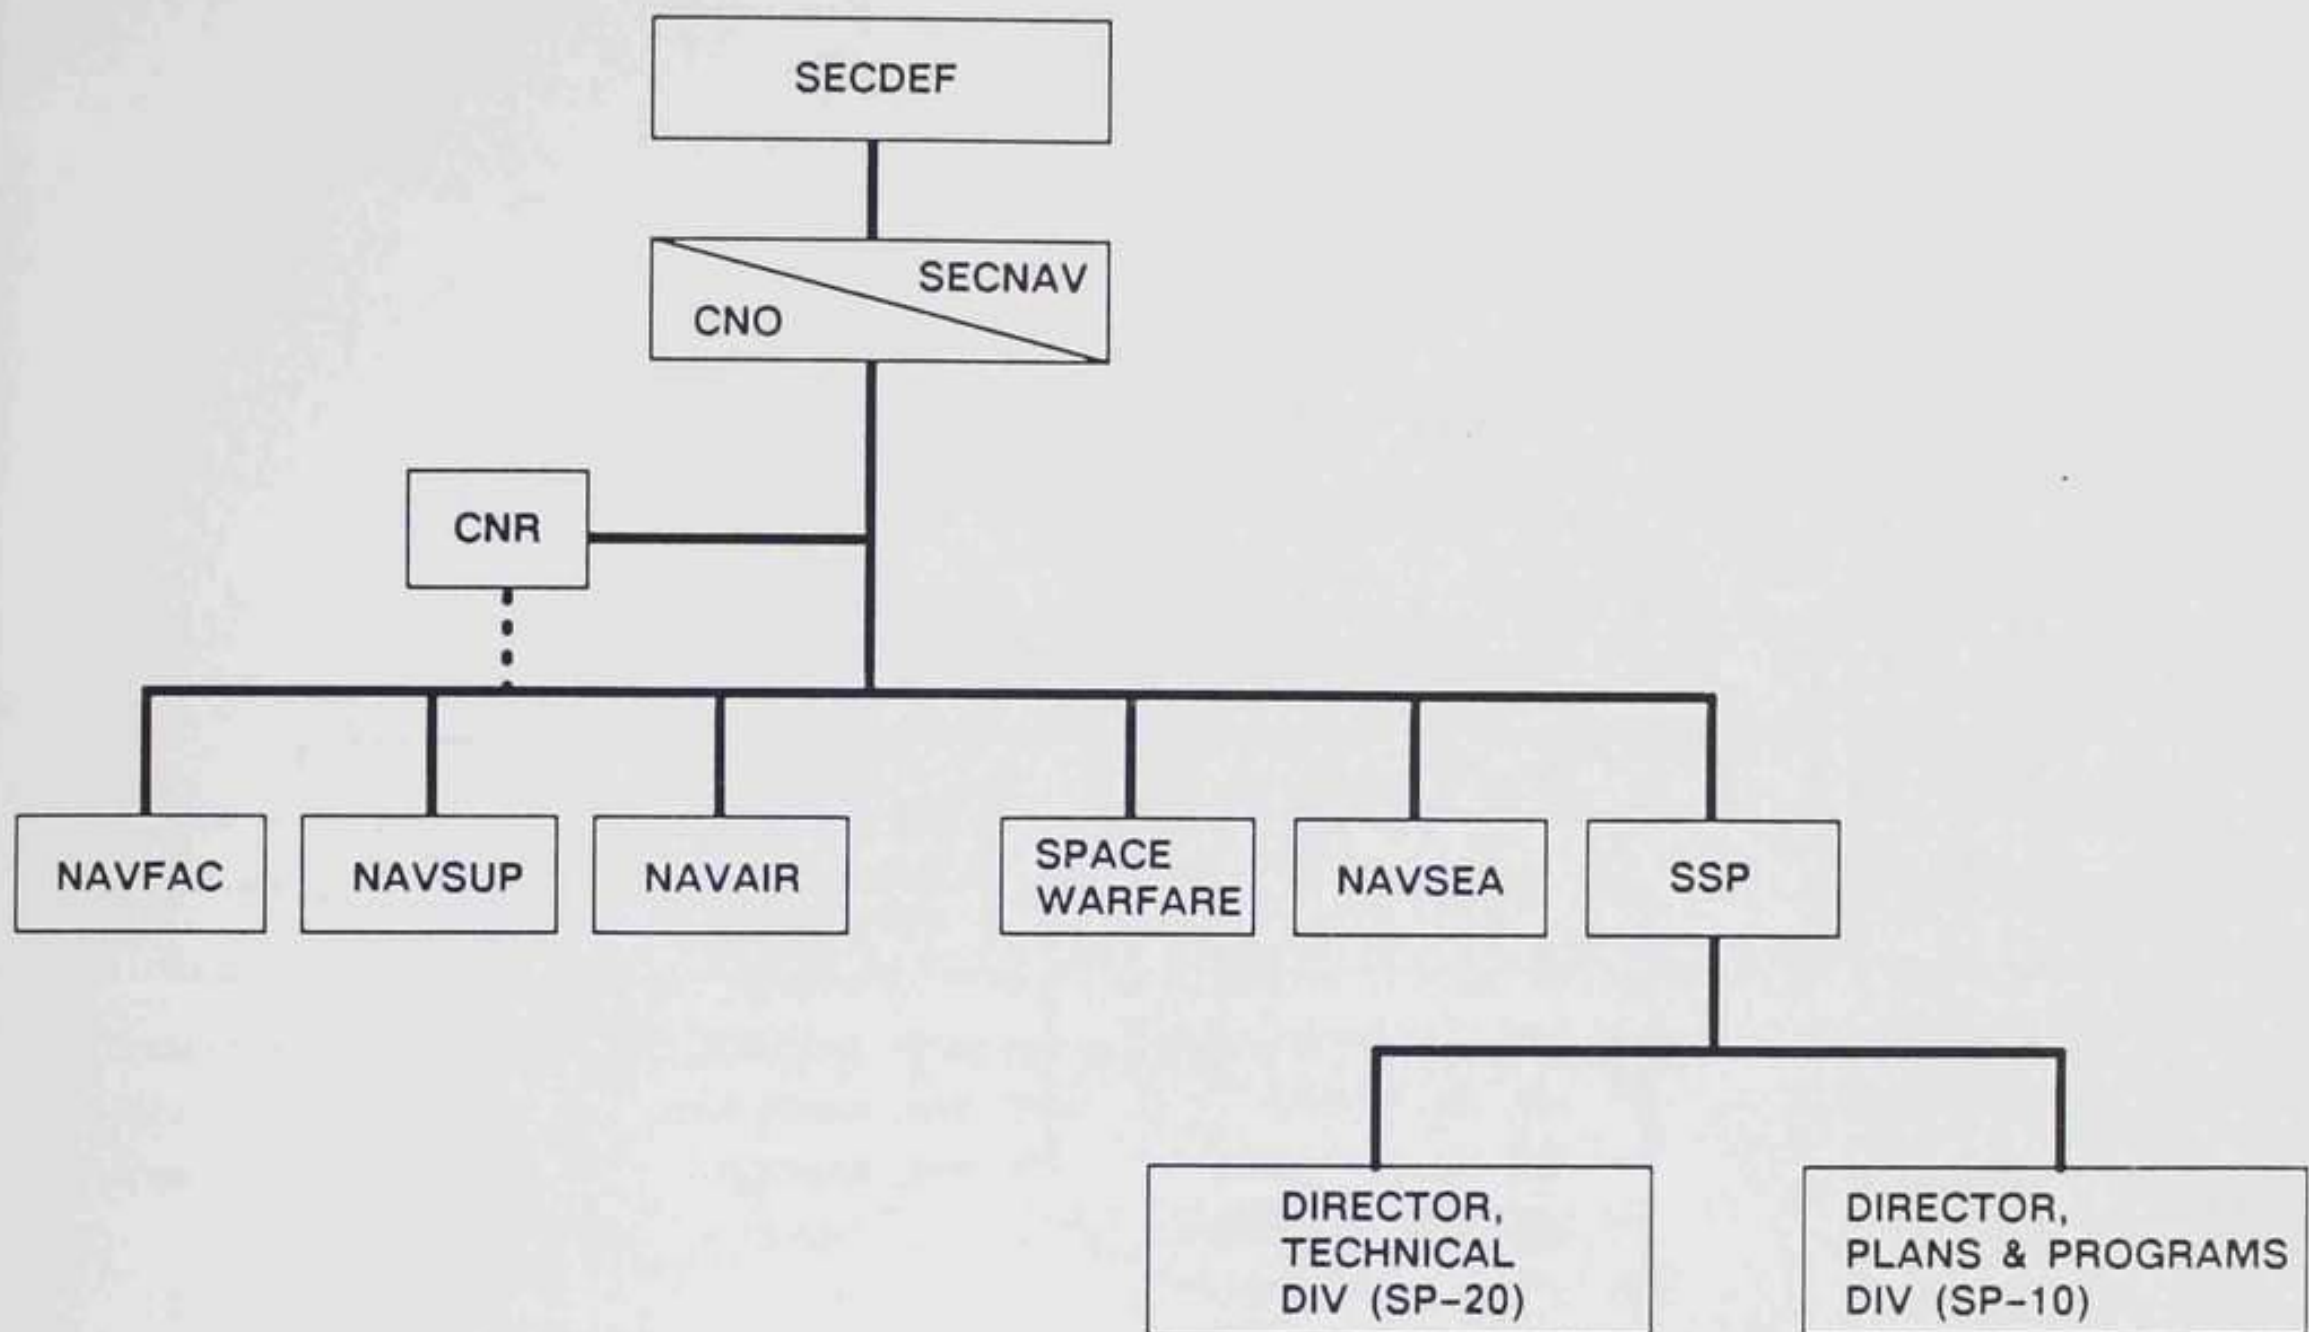 SECDEF
SECNAV
CNO
CNR
NAVFAC
NAVSUP
NAVAIR
SPACE
WARFARE
NAVSEA
SSP
DIRECTOR,
TECHNICAL
DIV (SP-20)
DIRECTOR,
PLANS & PROGRAMS
DIV (SP-10)